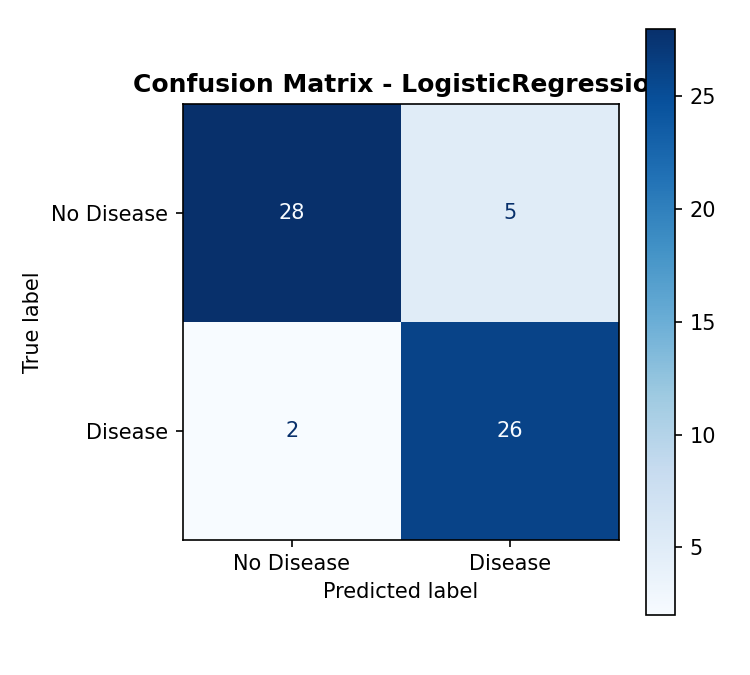 Confusion Matrix - LogisticRegressio
25
No Disease
28
5
20
True label
15
10
Disease
2
26
5
No Disease
Disease
Predicted label